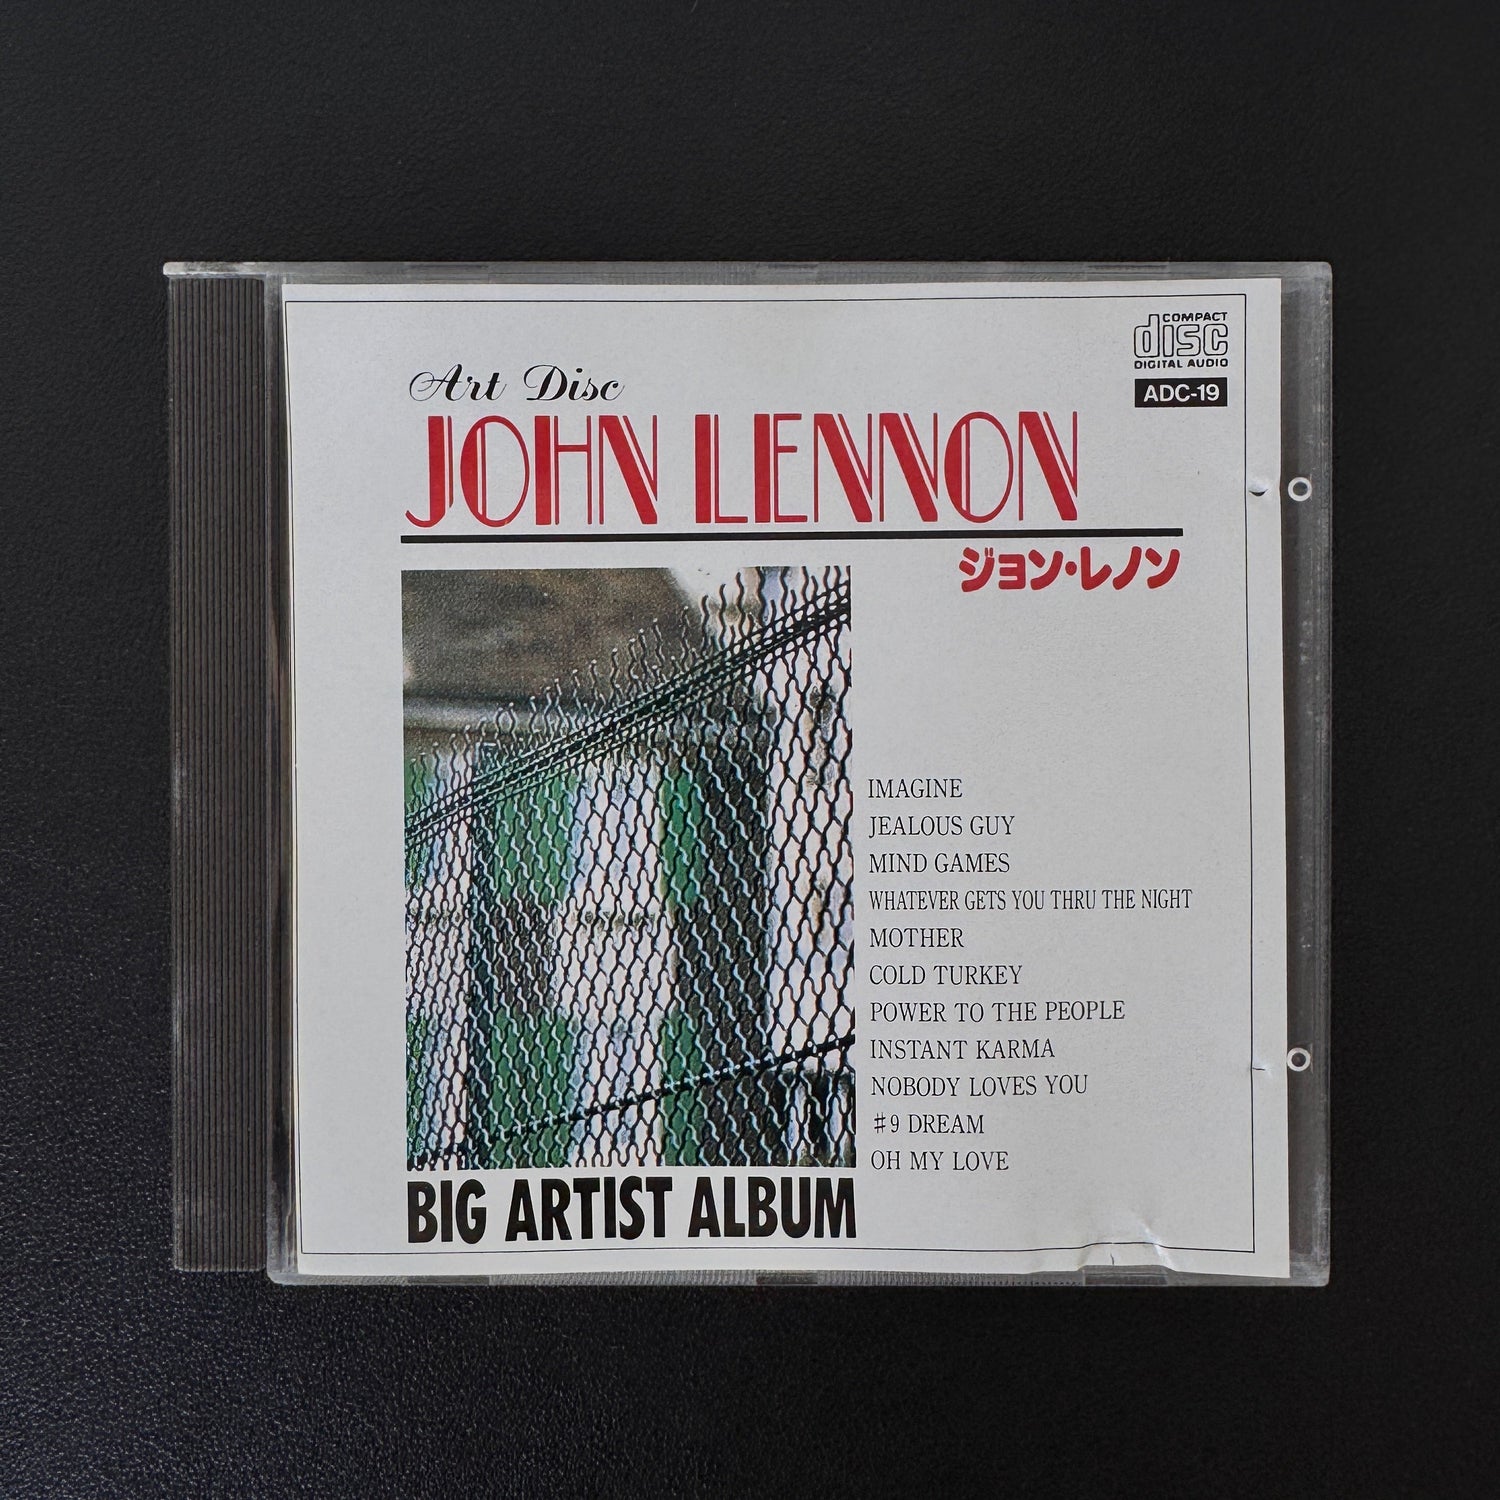 COMPACT
disc
DIGITAL AUDIO
ADC-19
Art Disc
JOHN LENNON
ジョン・レノン
IMAGINE
JEALOUS GUY
MIND GAMES
WHATEVER GETS YOU THRU THE NIGHT
MOTHER
COLD TURKEY
POWER TO THE PEOPLE
INSTANT KARMA
NOBODY LOVES YOU
#9 DREAM
OH MY LOVE
BIG ARTIST ALBUM